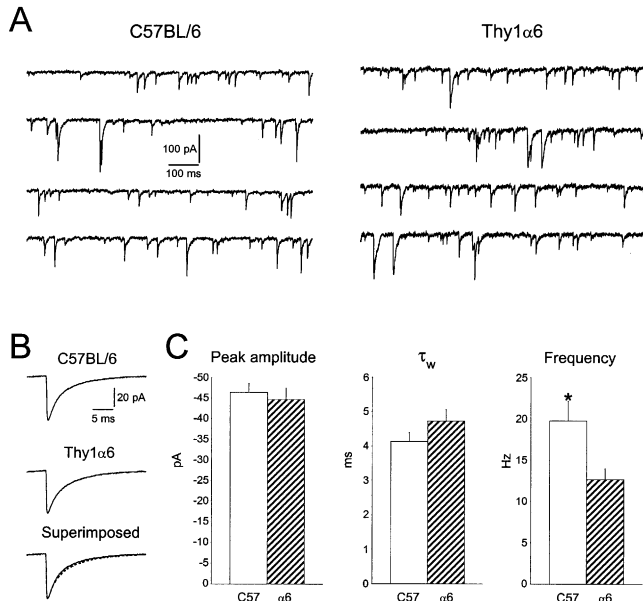 A
C57BL/6
Thy1α6
100 pA
100 ms
B
C57BL/6
20 pA
5 ms
Thy1α6
Superimposed
C
Peak amplitude
-50
-45
-40
-35
-30
-25
-20
-15
-10
-5
0
pA
C57
α6
τw
6
5
4
3
2
1
0
ms
C57
α6
Frequency
25
20
15
10
5
0
Hz
*
C57
α6